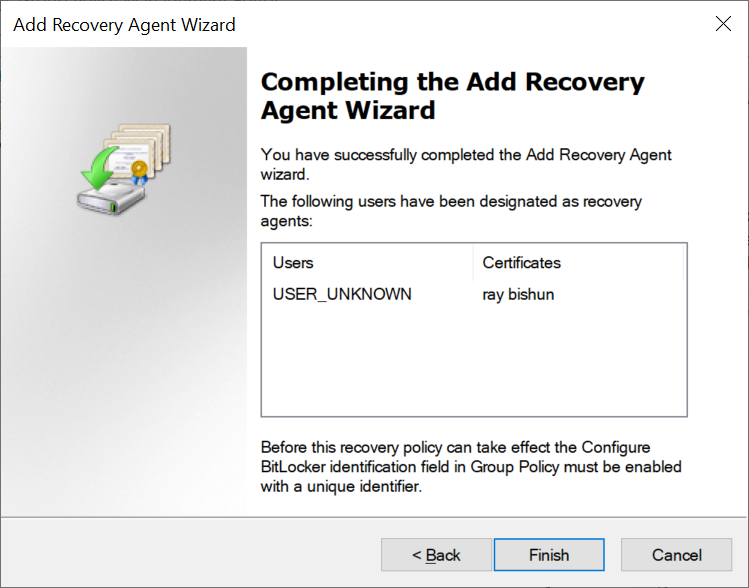 Add Recovery Agent Wizard
Completing the Add Recovery
Agent Wizard
You have successfully completed the Add Recovery Agent
wizard.
The following users have been designated as recovery
agents:
Users Certificates
USER_UNKNOWN ray bishun
Before this recovery policy can take effect the Configure
BitLocker identification field in Group Policy must be enabled
with a unique identifier.
< Back Finish Cancel